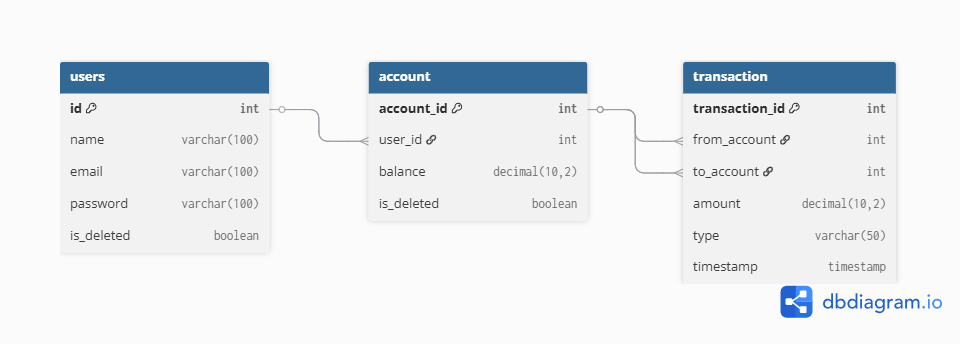 users
id int
name varchar(100)
email varchar(100)
password varchar(100)
is_deleted boolean
account
account_id int
user_id int
balance decimal(10,2)
is_deleted boolean
transaction
transaction_id int
from_account int
to_account int
amount decimal(10,2)
type varchar(50)
timestamp timestamp
dbdiagram.io